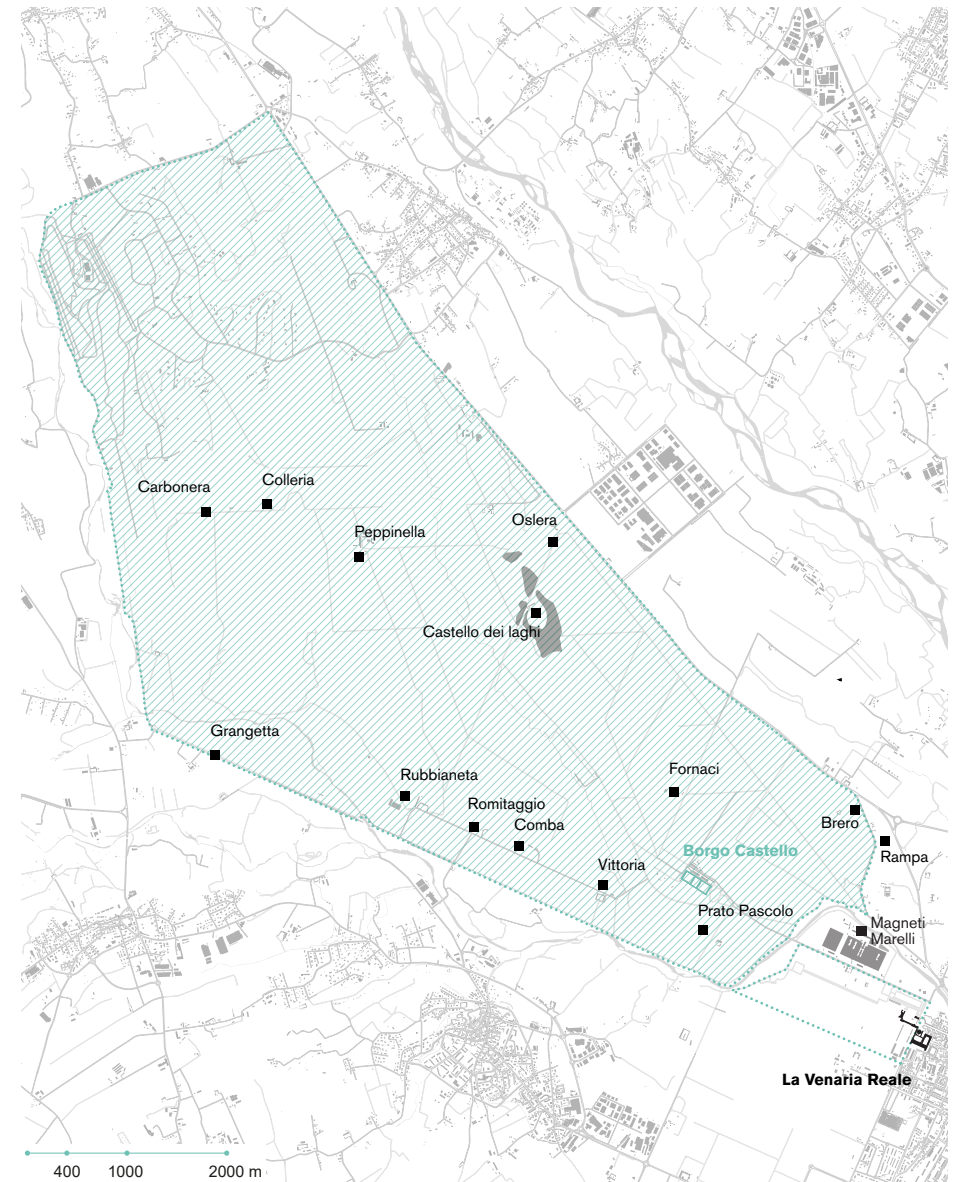 Carbonera
Colleria
Peppinella
Oslera
Castello dei laghi
Grangetta
Rubbianeta
Romitaggio
Comba
Fornaci
Brero
Rampa
Borgo Castello
Vittoria
Prato Pascolo
Magneti
Marelli
La Venaria Reale
400 1000 2000 m